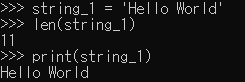 >>> string_1 = 'Hello World'
>>> len(string_1)
11
>>> print(string_1)
Hello World